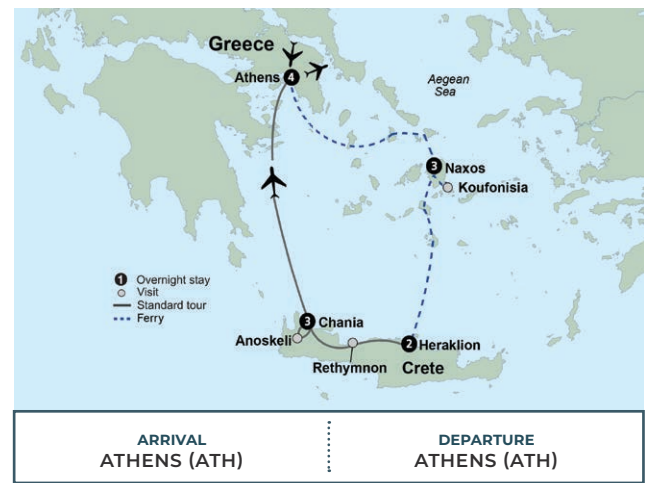 Greece
Athens 4
Aegean
Sea
3 Naxos
Koufonisia
1 Overnight stay
Visit
Standard tour
Ferry
3 Chania
Anoskeli
2 Heraklion
Rethymnon
Crete
ARRIVAL
ATHENS (ATH)
DEPARTURE
ATHENS (ATH)